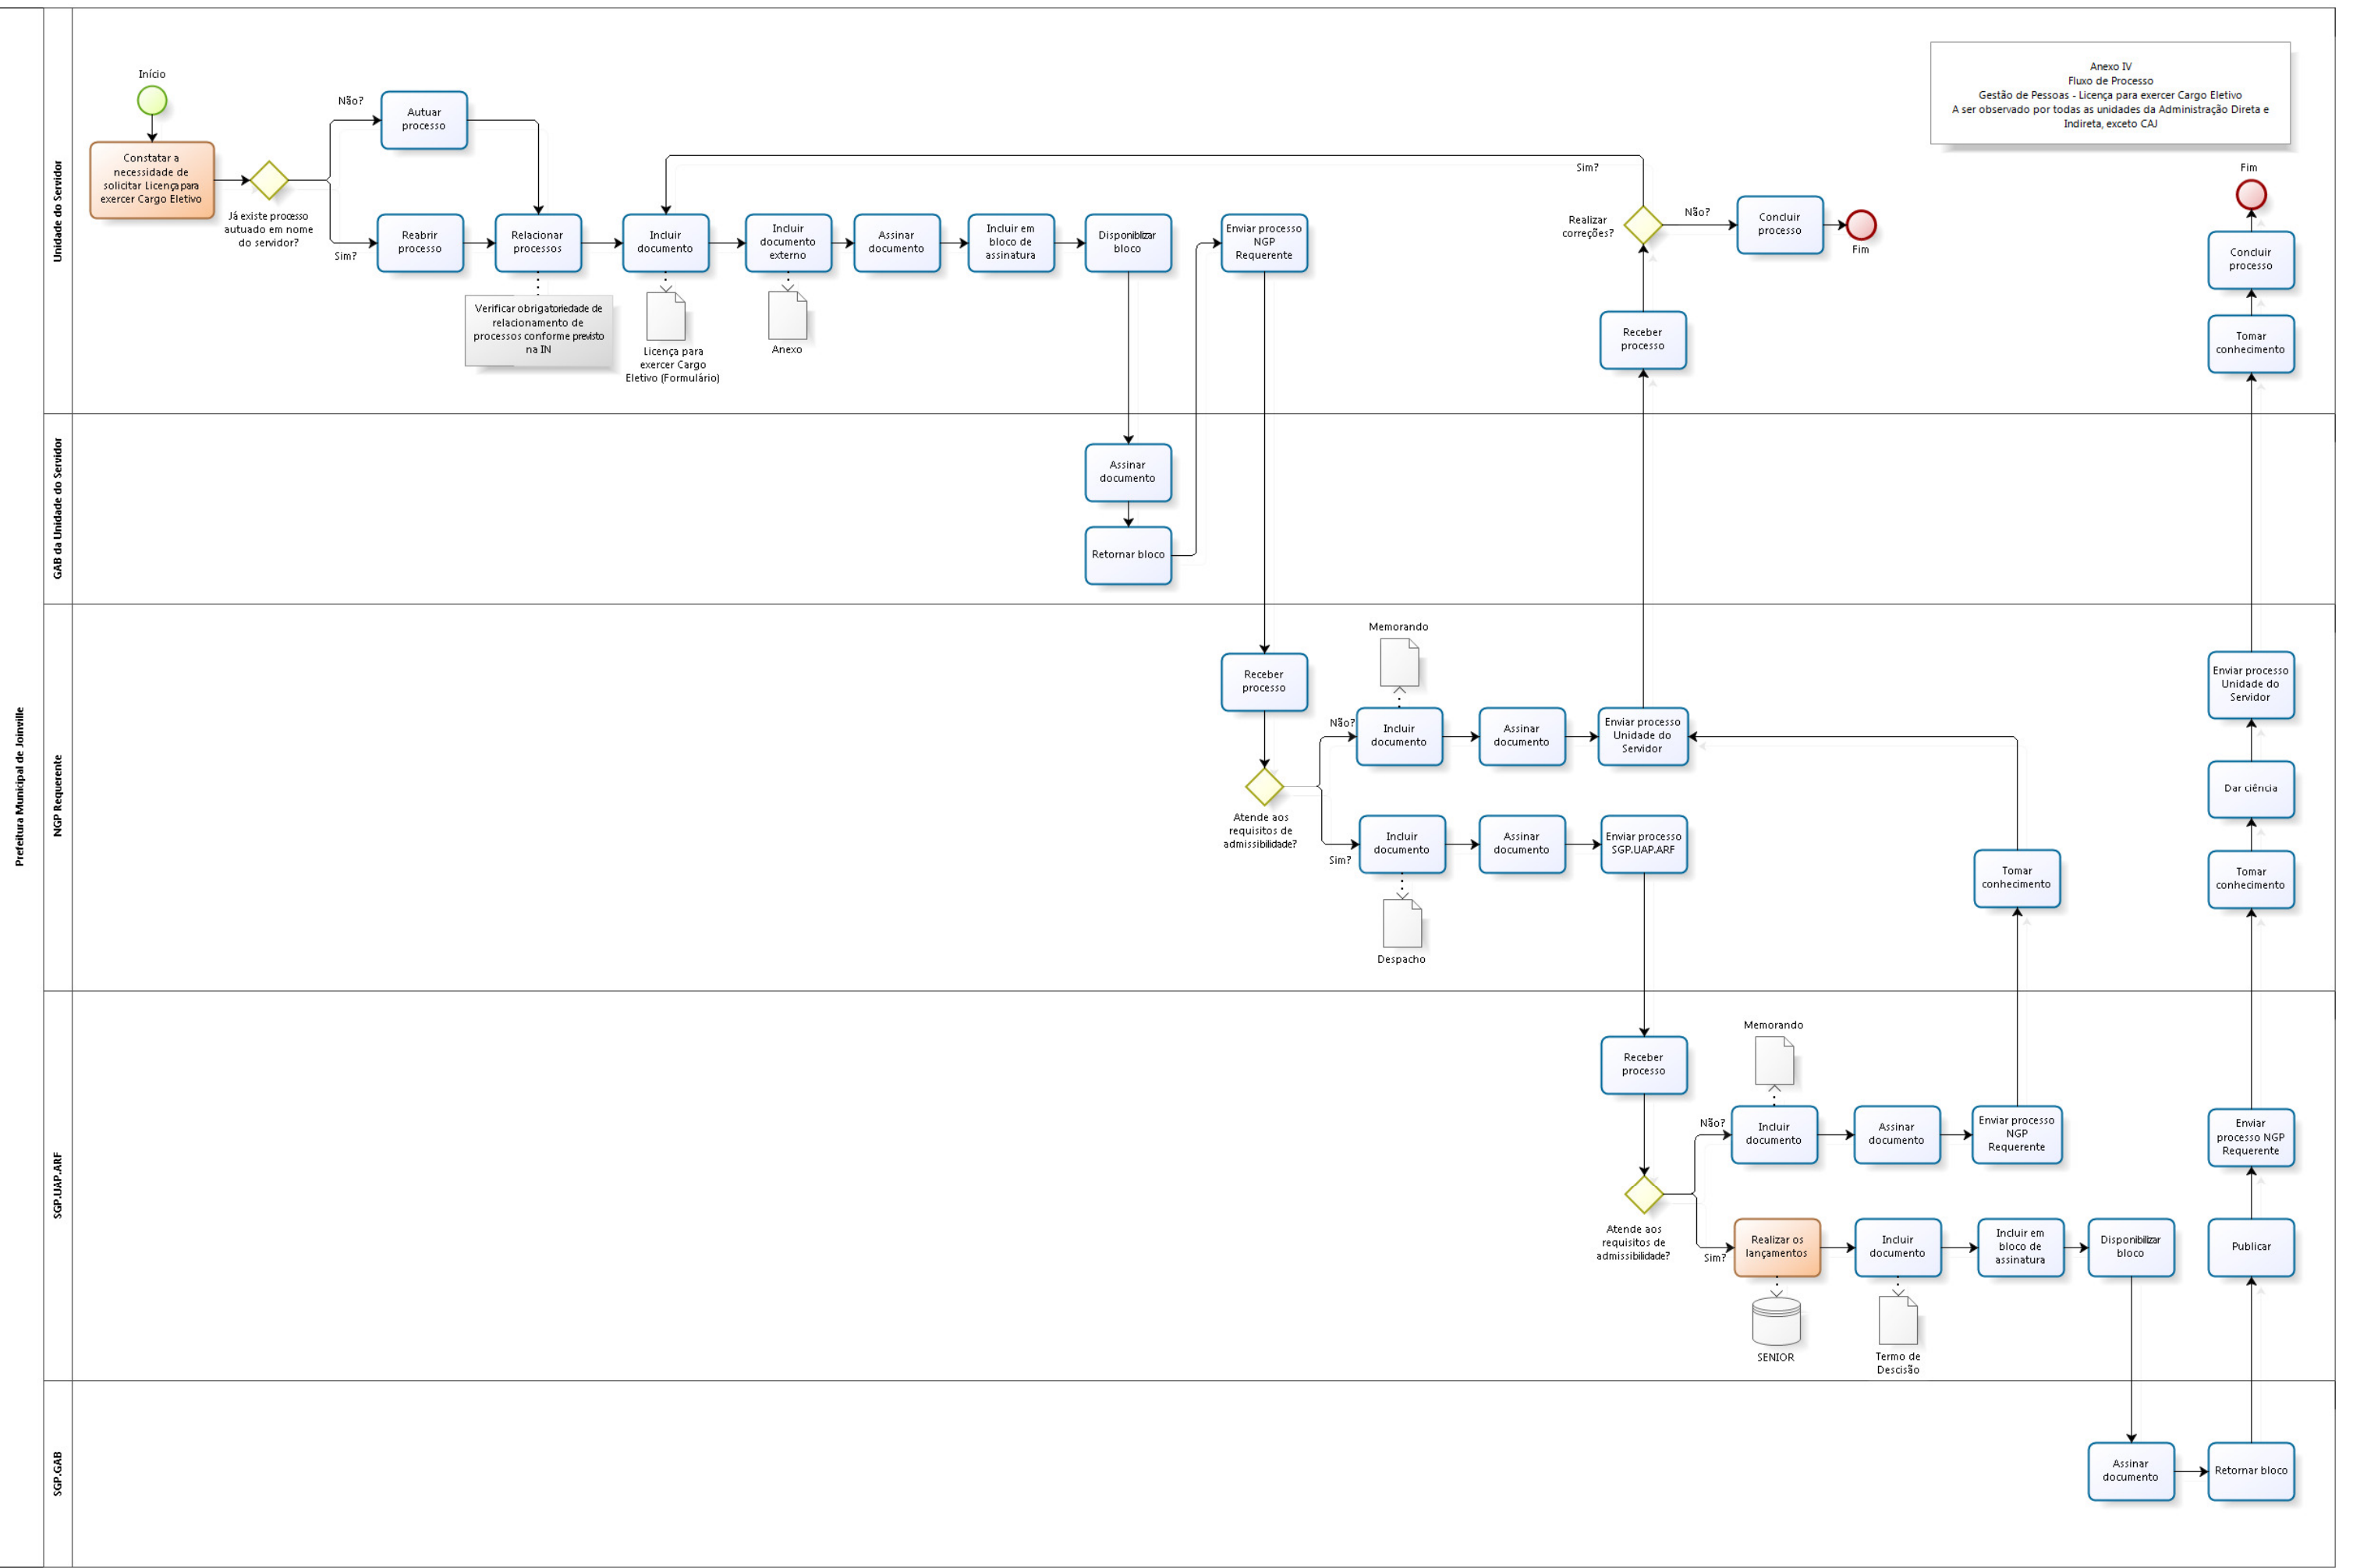 Prefeitura Municipal de Joinville
Unidade do Servidor
Anexo IV
Fluxo de Processo
Gestão de Pessoas - Licença para exercer Cargo Eletivo
A ser observado por todas as unidades da Administração Direta e
Indireta, exceto CAJ
Início
Constatar a
necessidade de
solicitar Licença para
exercer Cargo Eletivo
Já existe processo
autuado em nome
do servidor?
Não?
Autuar
processo
Sim?
Reabrir
processo
Relacionar
processos
Verificar obrigatoriedade de
relacionamento de
processos conforme previsto
na IN
Incluir
documento
Licença para
exercer Cargo
Eletivo (Formulário)
Incluir
documento
externo
Anexo
Assinar
documento
Incluir em
bloco de
assinatura
Disponiblizar
bloco
Enviar processo
NGP
Requerente
Sim?
Realizar
correções?
Não?
Concluir
processo
Fim
Receber
processo
Fim
Concluir
processo
Tomar
conhecimento
GAB da Unidade do Servidor
Assinar
documento
Retornar bloco
NGP Requerente
Receber
processo
Atende aos
requisitos de
admissibilidade?
Não?
Memorando
Incluir
documento
Assinar
documento
Enviar processo
Unidade do
Servidor
Sim?
Incluir
documento
Despacho
Assinar
documento
Enviar processo
SGP.UAP.ARF
Tomar
conhecimento
Enviar processo
Unidade do
Servidor
Dar ciência
Tomar
conhecimento
SGP.UAP.ARF
Receber
processo
Atende aos
requisitos de
admissibilidade?
Não?
Memorando
Incluir
documento
Assinar
documento
Enviar processo
NGP
Requerente
Sim?
Realizar os
lançamentos
SENIOR
Incluir
documento
Termo de
Descisão
Incluir em
bloco de
assinatura
Disponibilizar
bloco
Enviar
processo NGP
Requerente
Publicar
SGP.GAB
Assinar
documento
Retornar bloco